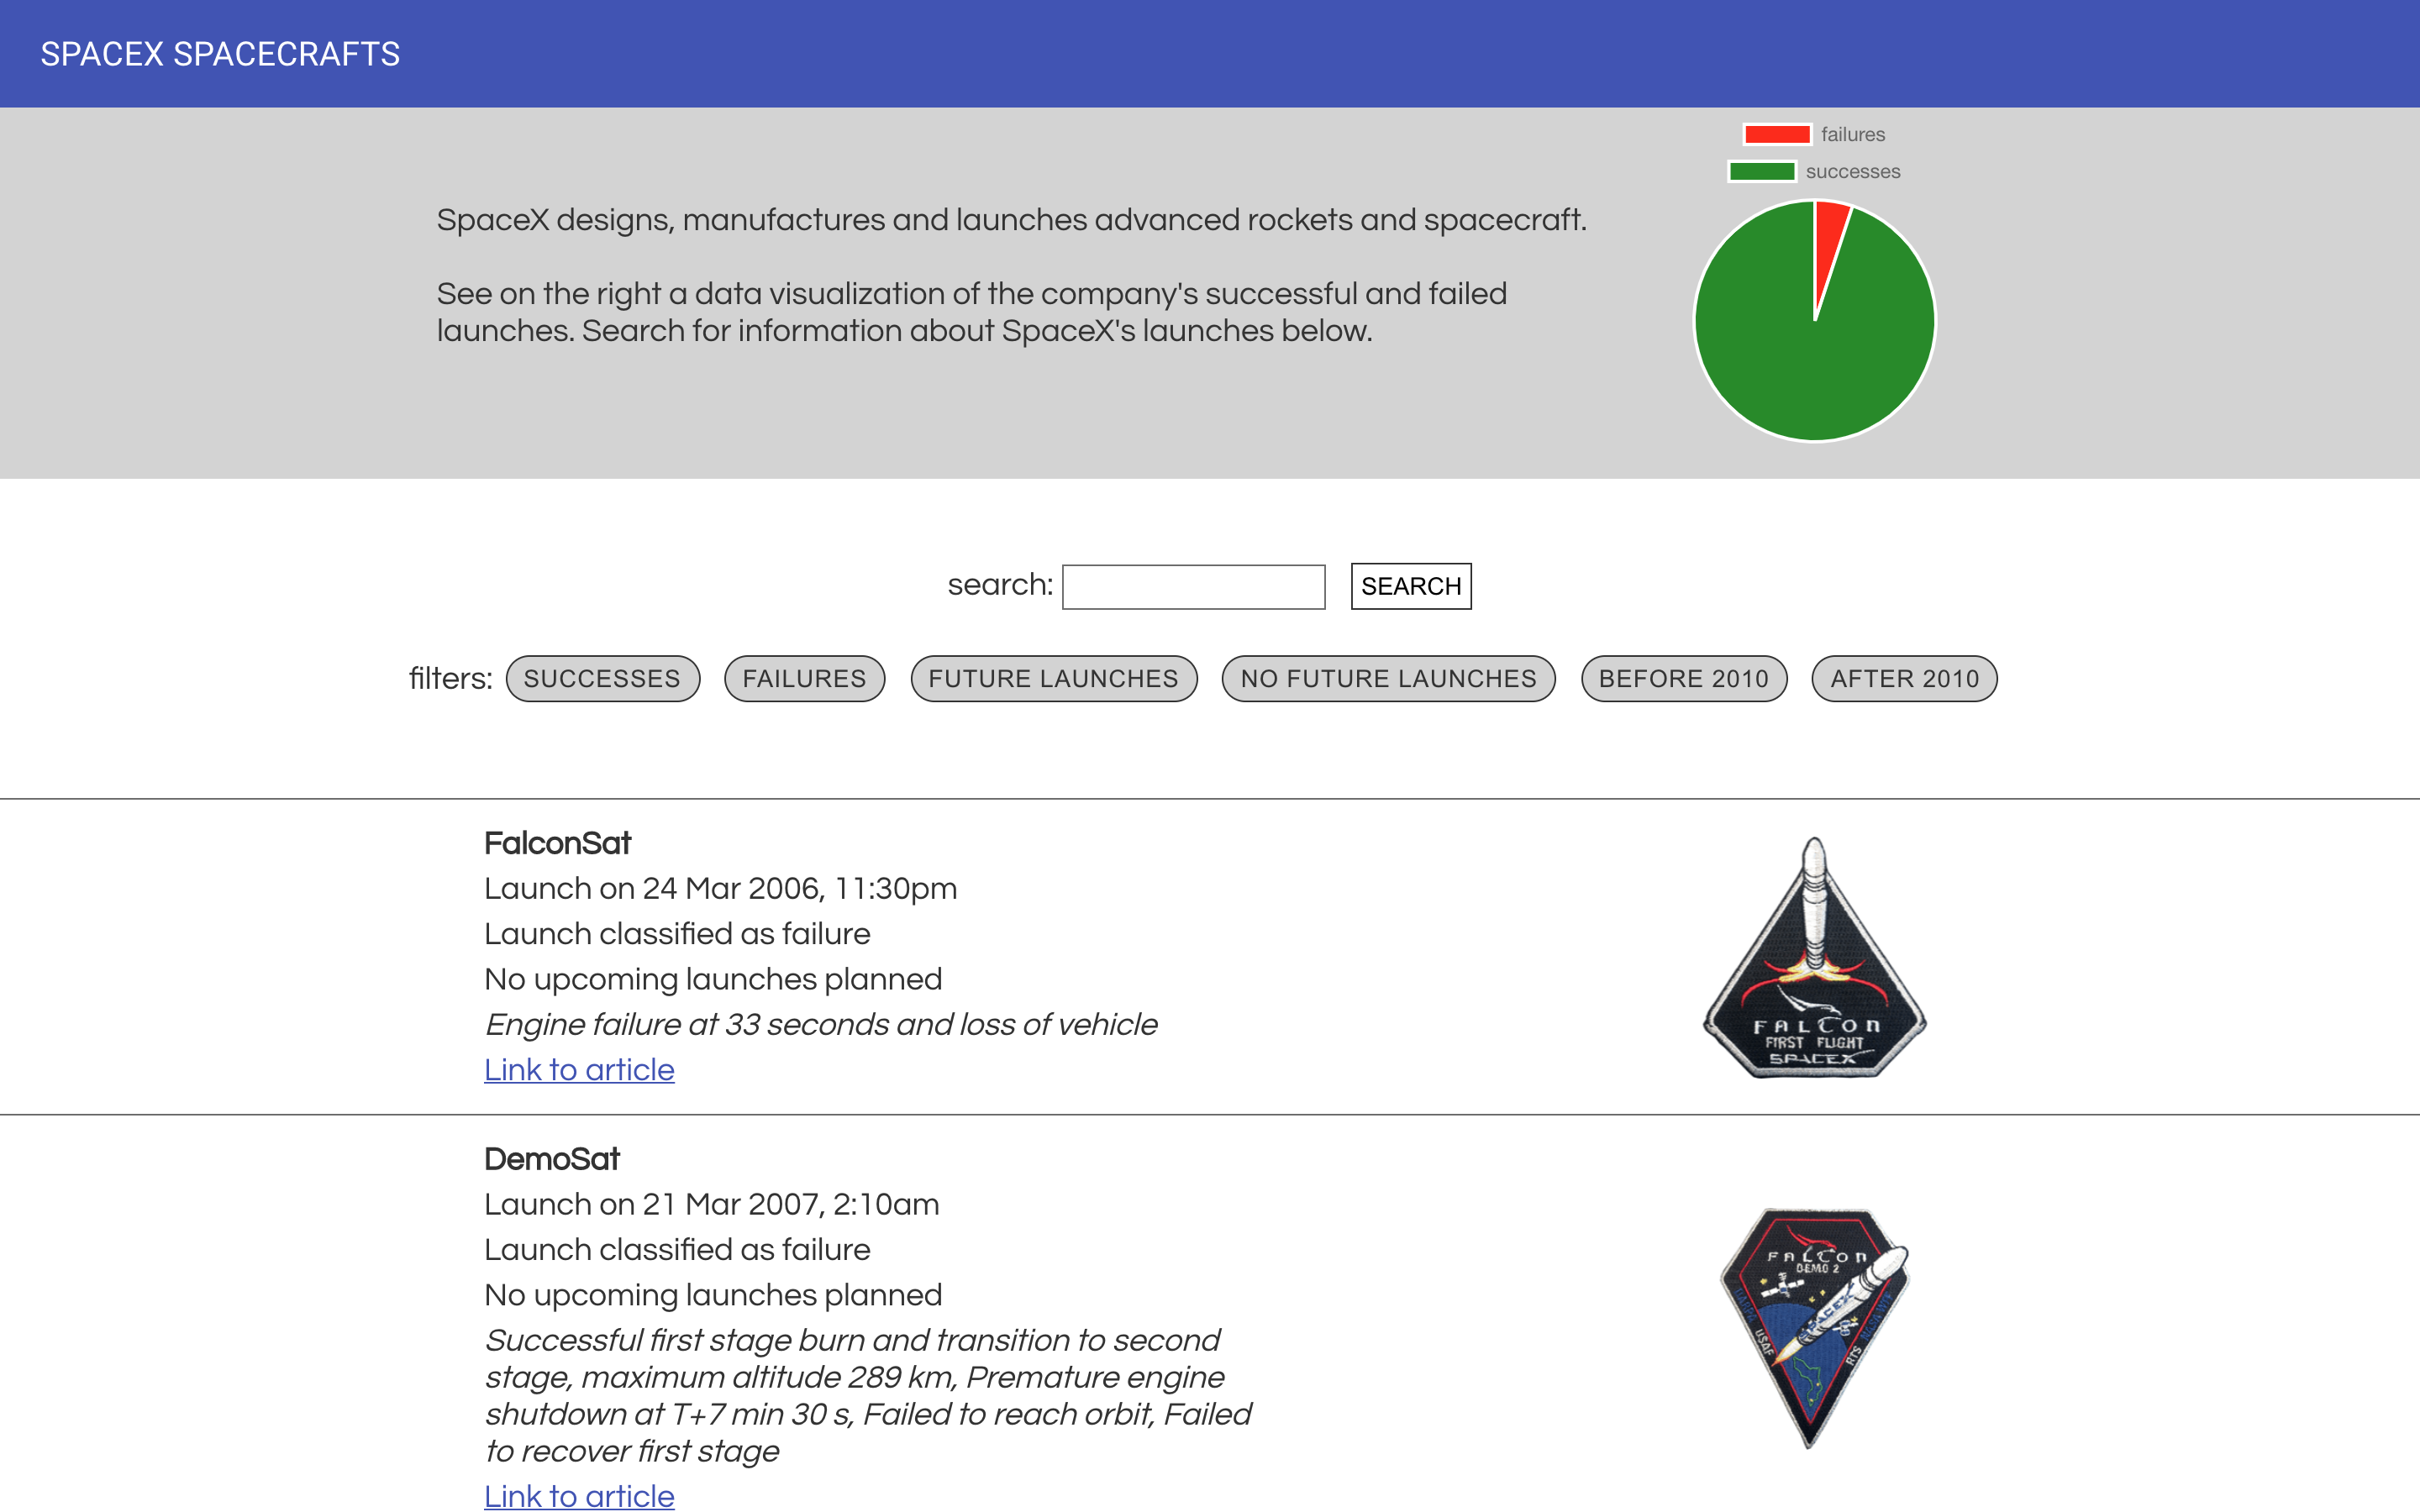 SPACEX SPACECRAFTS
failures
successes
SpaceX designs, manufactures and launches advanced rockets and spacecraft.
See on the right a data visualization of the company's successful and failed
launches. Search for information about SpaceX's launches below.
search:
SEARCH
filters:
SUCCESSES
FAILURES
FUTURE LAUNCHES
NO FUTURE LAUNCHES
BEFORE 2010
AFTER 2010
FalconSat
Launch on 24 Mar 2006, 11:30pm
Launch classified as failure
No upcoming launches planned
Engine failure at 33 seconds and loss of vehicle
Link to article
FALCON
FIRST FLIGHT
SPACEX
DemoSat
Launch on 21 Mar 2007, 2:10am
Launch classified as failure
No upcoming launches planned
Successful first stage burn and transition to second
stage, maximum altitude 289 km, Premature engine
shutdown at T+7 min 30 s, Failed to reach orbit, Failed
to recover first stage
Link to article
FALCON
DEMO 2
SPACEX
DARPA
USAF
RTS